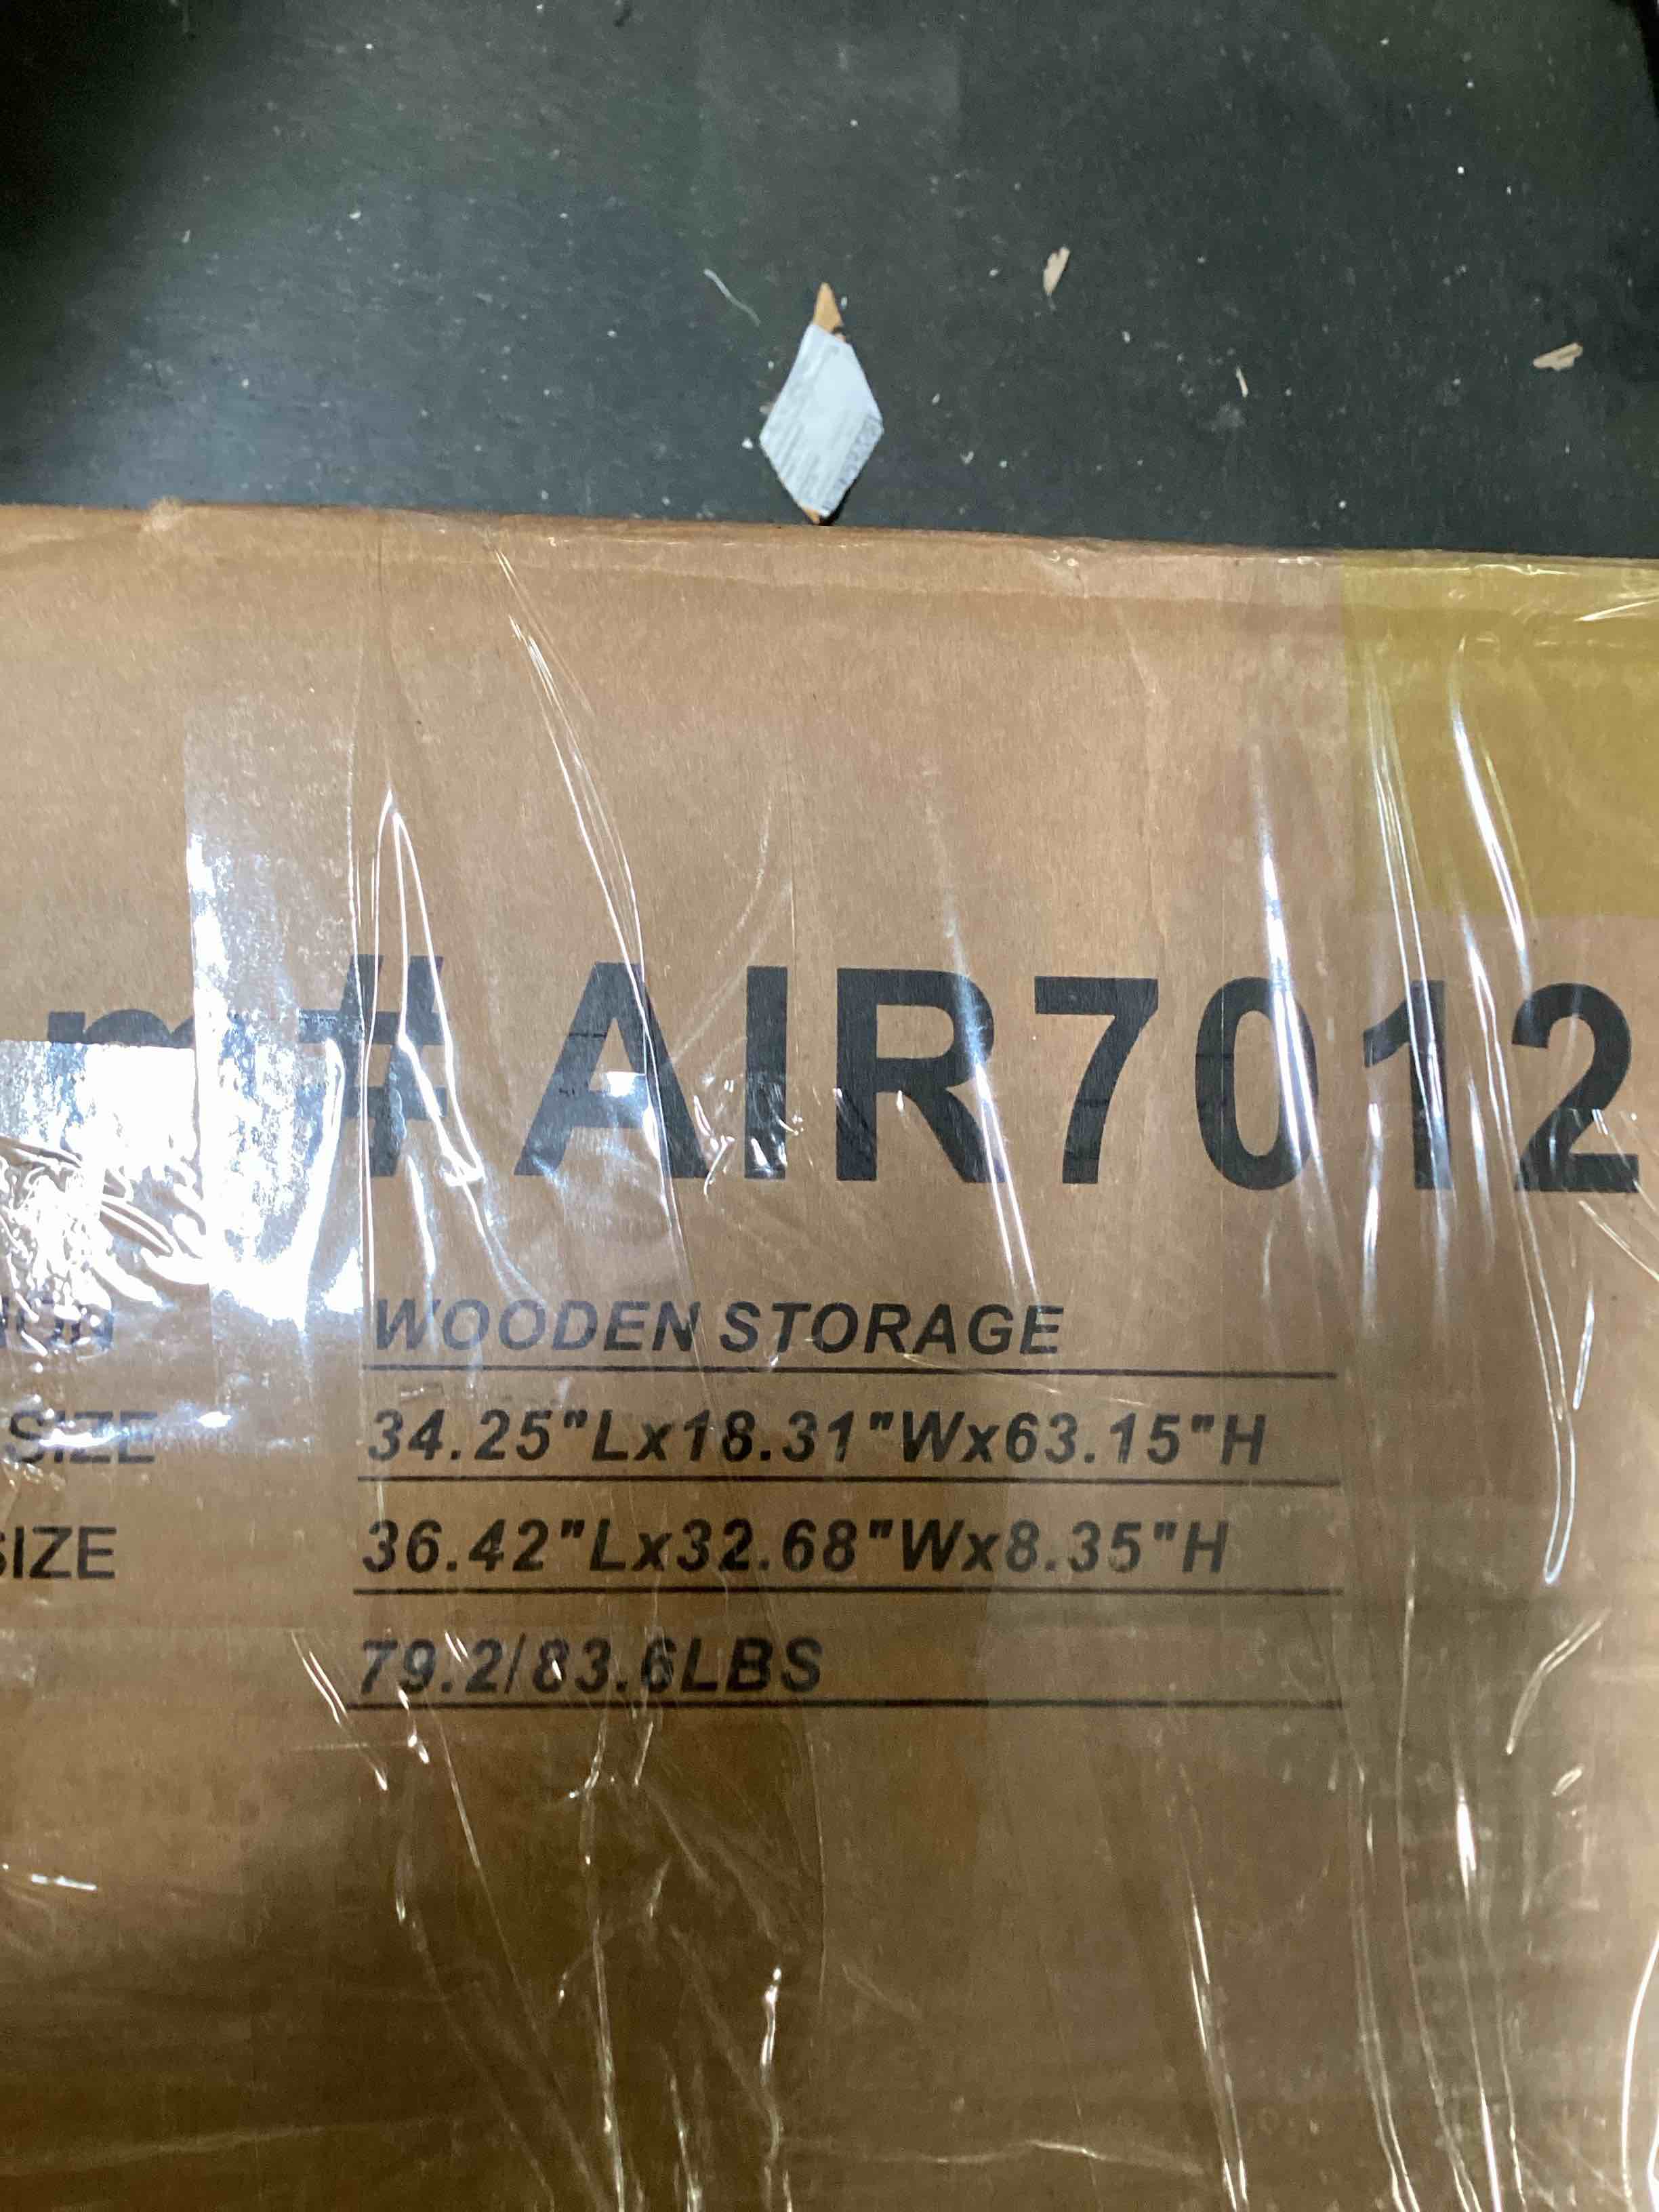 m# AIR7012
WOODEN STORAGE
SIZE 34.25"Lx18.31"Wx63.15"H
SIZE 36.42"Lx32.68"Wx8.35"H
79.2/83.6LBS